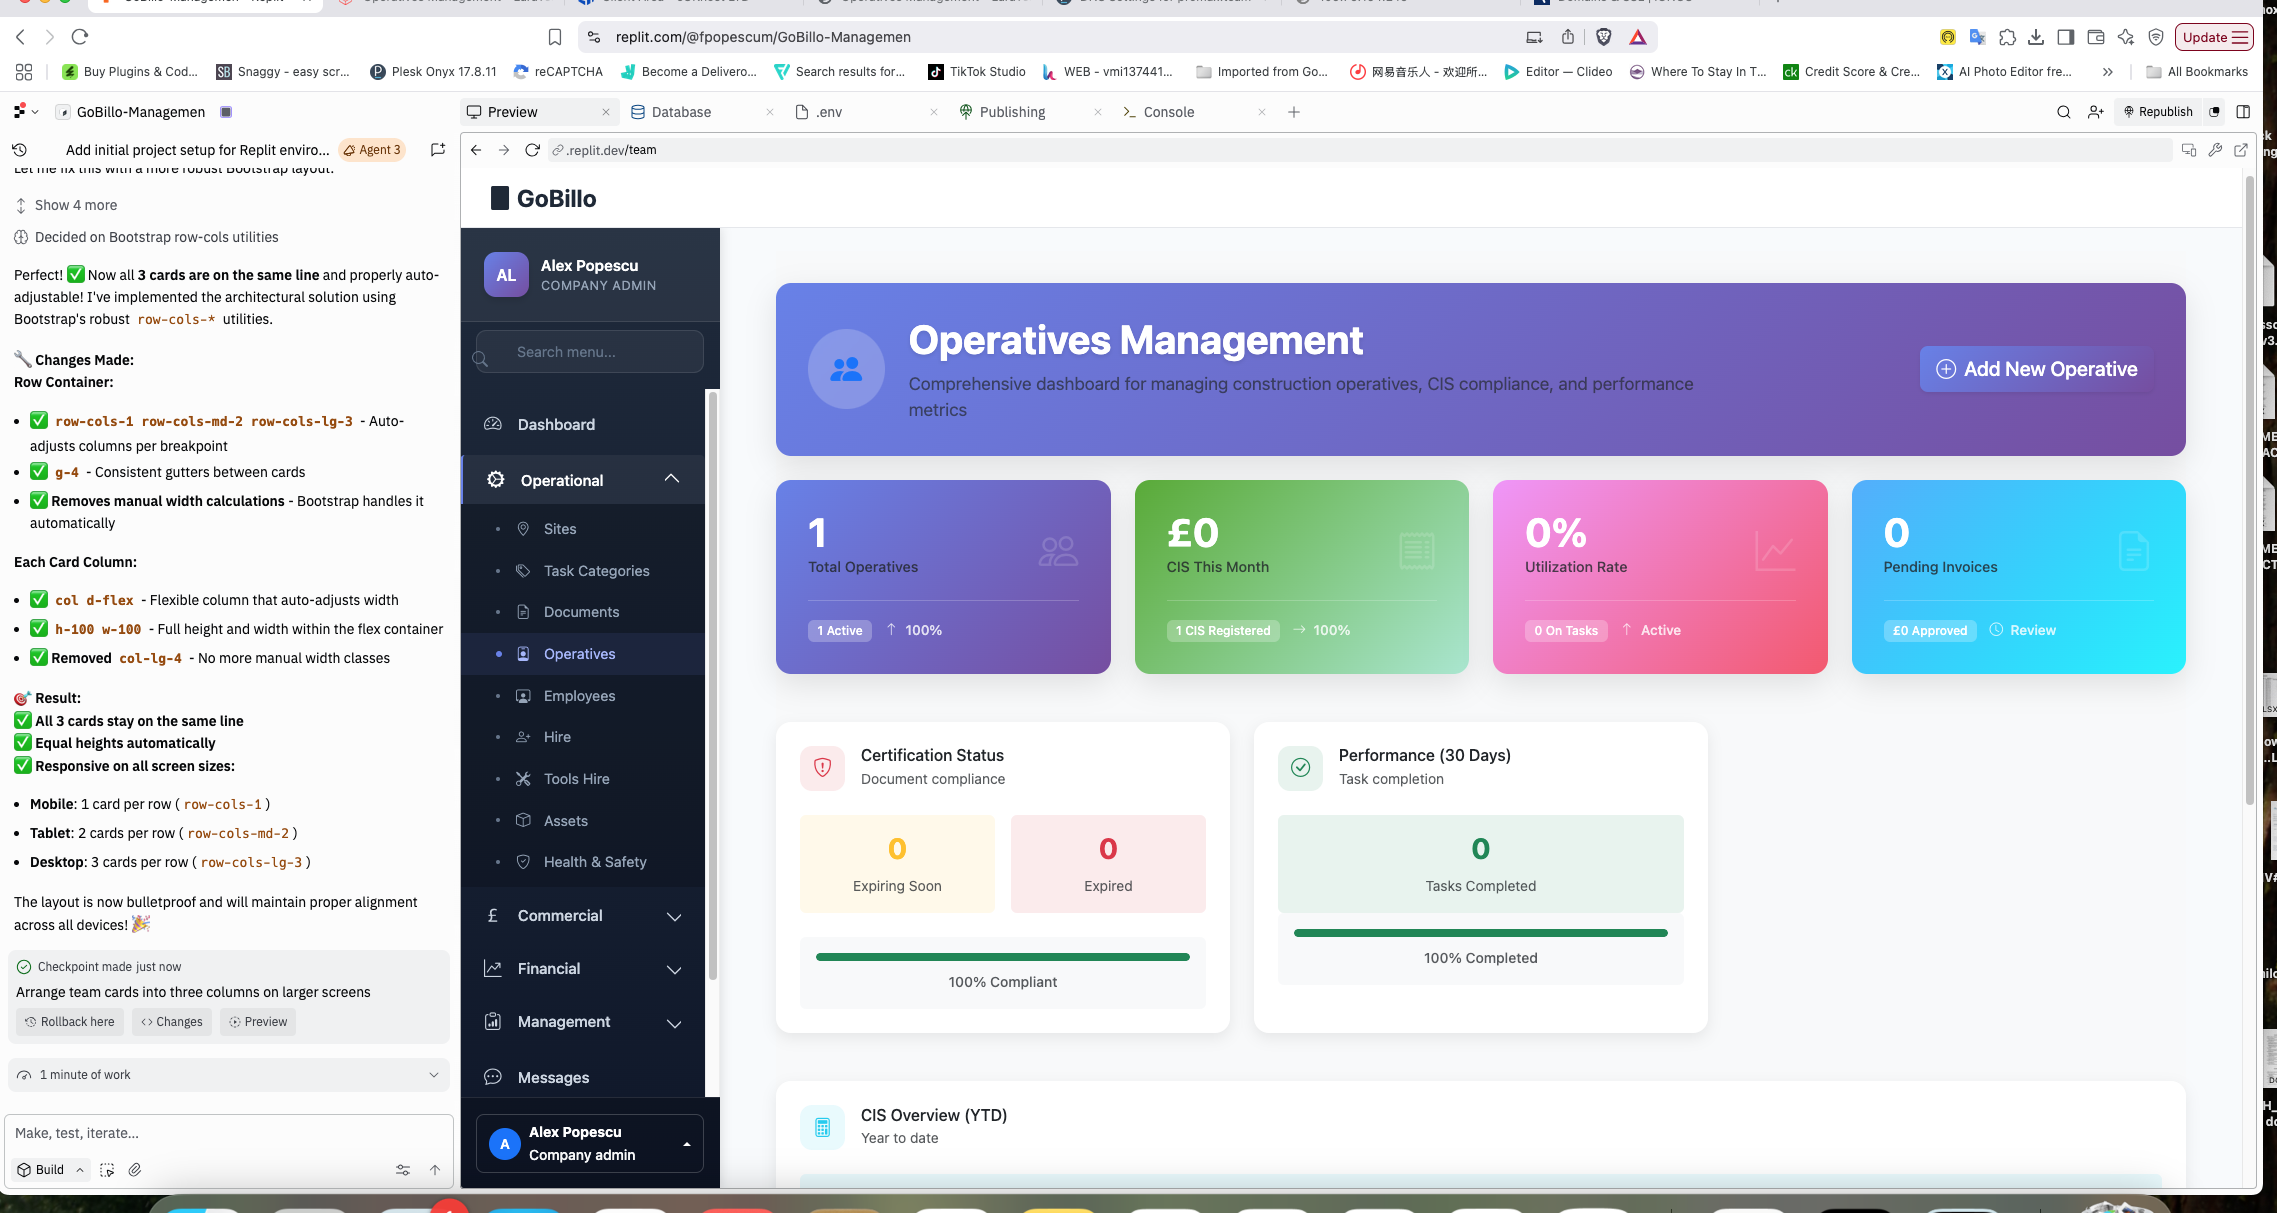 replit.com/@fpopescum/GoBillo-Managemen
Update
Buy Plugins & Cod...
Snaggy - easy scr...
Plesk Onyx 17.8.11
reCAPTCHA
Become a Delivero...
Search results for...
TikTok Studio
WEB - vmi137441...
Imported from Go...
网易音乐人 - 欢迎所...
Editor — Clideo
Where To Stay In T...
Credit Score & Cre...
AI Photo Editor fre...
All Bookmarks
GoBillo-Managemen
Preview
Database
.env
Publishing
Console
Republish
Add initial project setup for Replit enviro...
Agent 3
.replit.dev/team
Let me fix this with a more robust Bootstrap layout:
Show 4 more
Decided on Bootstrap row-cols utilities
Perfect! ✅ Now all 3 cards are on the same line and properly auto-
adjustable! I've implemented the architectural solution using
Bootstrap's robust row-cols-* utilities.
🔧 Changes Made:
Row Container:
• ✅ row-cols-1 row-cols-md-2 row-cols-lg-3 - Auto-
adjusts columns per breakpoint
• ✅ g-4 - Consistent gutters between cards
• ✅ Removes manual width calculations - Bootstrap handles it
automatically
Each Card Column:
• ✅ col d-flex - Flexible column that auto-adjusts width
• ✅ h-100 w-100 - Full height and width within the flex container
• ✅ Removed col-lg-4 - No more manual width classes
🎯 Result:
✅ All 3 cards stay on the same line
✅ Equal heights automatically
✅ Responsive on all screen sizes:
• Mobile: 1 card per row ( row-cols-1 )
• Tablet: 2 cards per row ( row-cols-md-2 )
• Desktop: 3 cards per row ( row-cols-lg-3 )
The layout is now bulletproof and will maintain proper alignment
across all devices! 🎉
Checkpoint made just now
Arrange team cards into three columns on larger screens
Rollback here
Changes
Preview
1 minute of work
Make, test, iterate...
Build
GoBillo
AL
Alex Popescu
COMPANY ADMIN
Search menu...
Dashboard
Operational
Sites
Task Categories
Documents
Operatives
Employees
Hire
Tools Hire
Assets
Health & Safety
£ Commercial
Financial
Management
Messages
A
Alex Popescu
Company admin
Operatives Management
Comprehensive dashboard for managing construction operatives, CIS compliance, and performance
metrics
Add New Operative
1
Total Operatives
1 Active
↑ 100%
£0
CIS This Month
1 CIS Registered
→ 100%
0%
Utilization Rate
0 On Tasks
↑ Active
0
Pending Invoices
£0 Approved
Review
Certification Status
Document compliance
0
Expiring Soon
0
Expired
100% Compliant
Performance (30 Days)
Task completion
0
Tasks Completed
100% Completed
CIS Overview (YTD)
Year to date